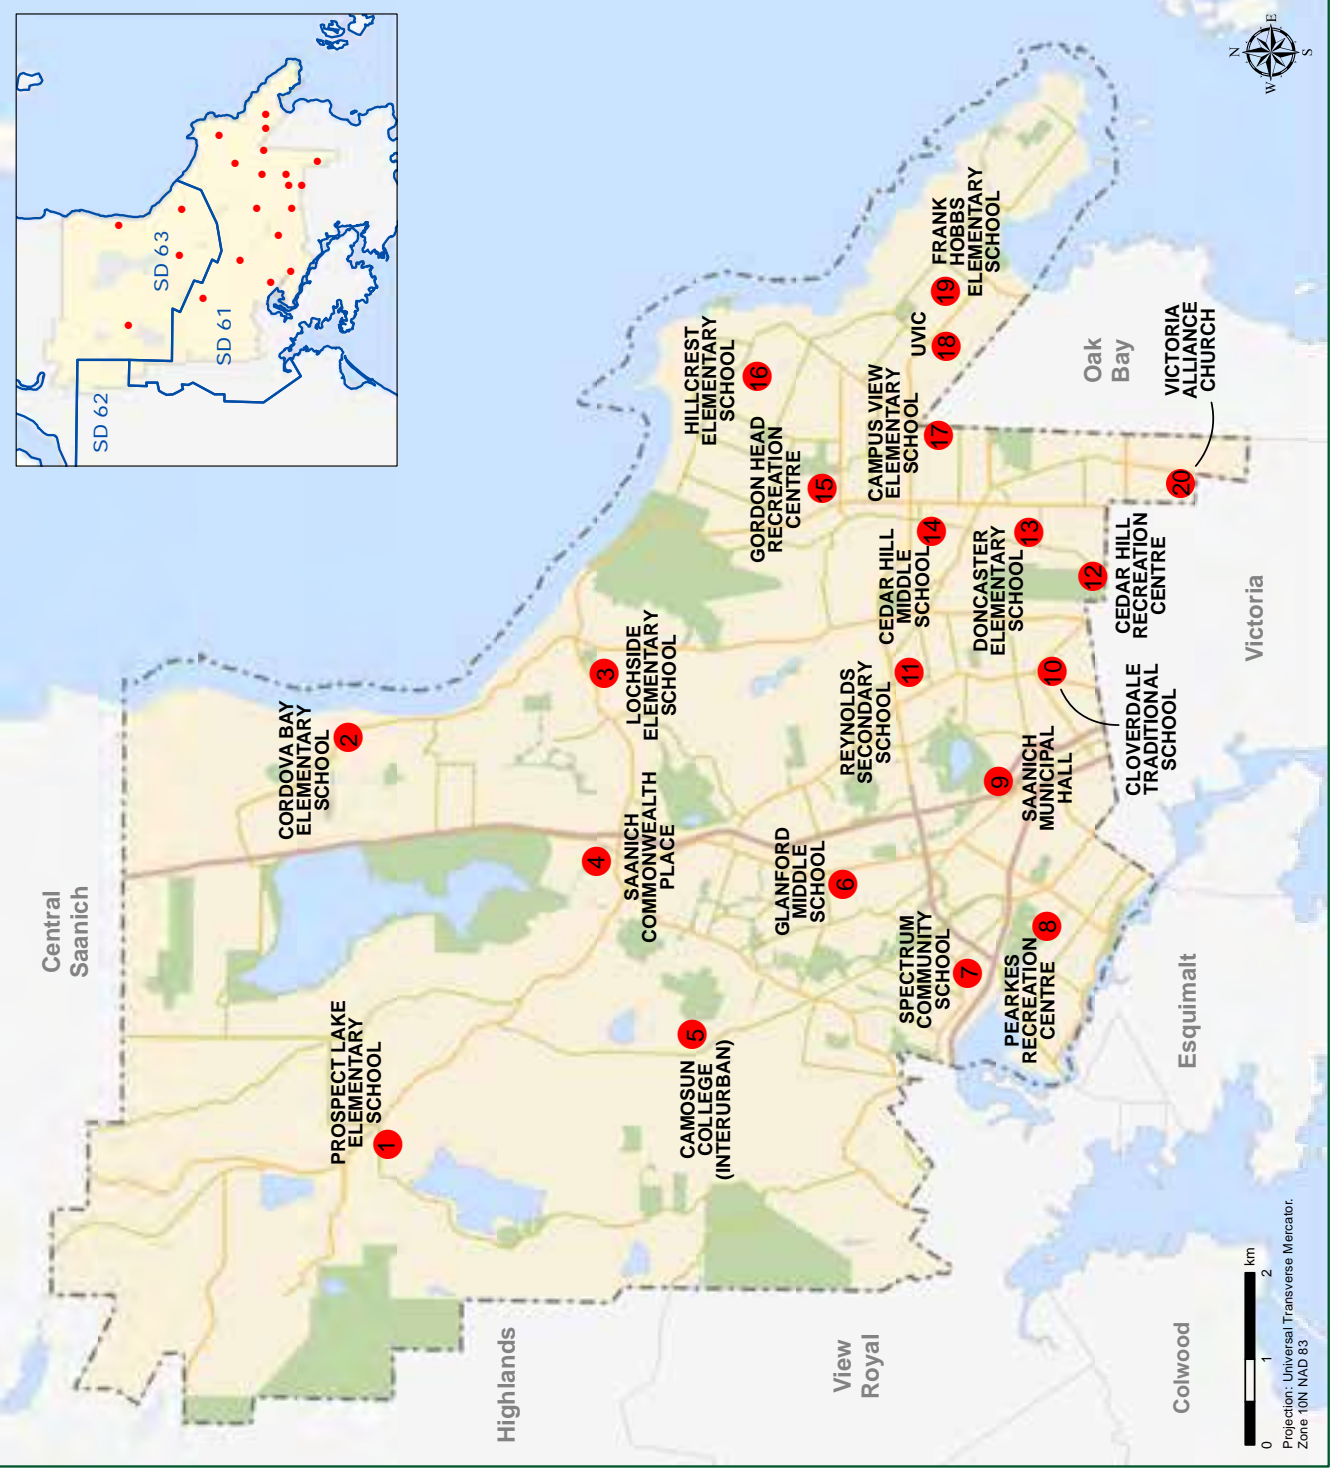 SD 63
SD 61
SD 62
N
E
S
W
Central
Saanich
Highlands
View
Royal
Colwood
Esquimalt
Victoria
Oak
Bay
1
PROSPECT LAKE
ELEMENTARY
SCHOOL
2
CORDOVA BAY
ELEMENTARY
SCHOOL
3
LOCHSIDE
ELEMENTARY
SCHOOL
4
SAANICH
COMMONWEALTH
PLACE
5
CAMOSUN
COLLEGE
(INTERURBAN)
6
GLANFORD
MIDDLE
SCHOOL
7
SPECTRUM
COMMUNITY
SCHOOL
8
PEARKES
RECREATION
CENTRE
9
SAANICH
MUNICIPAL
HALL
10
CLOVERDALE
TRADITIONAL
SCHOOL
11
REYNOLDS
SECONDARY
SCHOOL
12
CEDAR HILL
RECREATION
CENTRE
13
DONCASTER
ELEMENTARY
SCHOOL
14
CEDAR HILL
MIDDLE
SCHOOL
15
GORDON HEAD
RECREATION
CENTRE
16
HILLCREST
ELEMENTARY
SCHOOL
17
CAMPUS VIEW
ELEMENTARY
SCHOOL
18
UVIC
19
FRANK
HOBBS
ELEMENTARY
SCHOOL
20
VICTORIA
ALLIANCE
CHURCH
0 1 2 km
Projection: Universal Transverse Mercator.
Zone 10N NAD 83